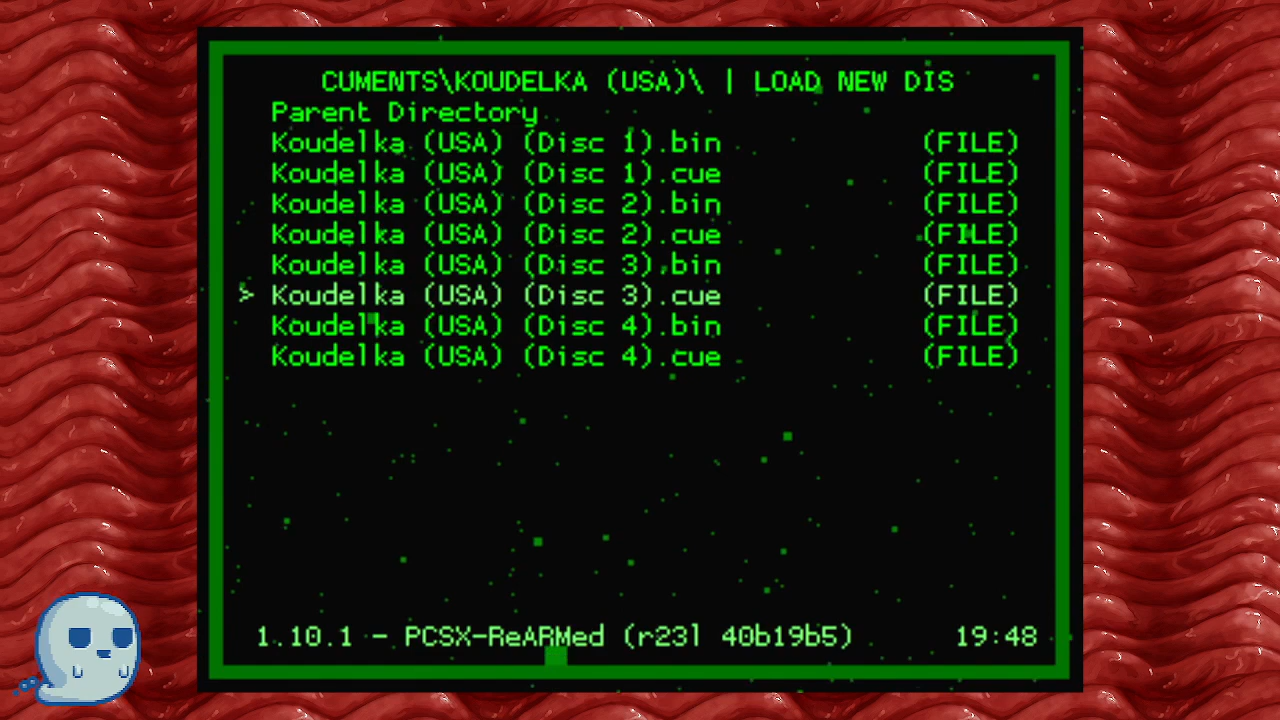 CUMENTS\KOUDELKA (USA)\ | LOAD NEW DIS
Parent Directory
Koudelka (USA) (Disc 1).bin (FILE)
Koudelka (USA) (Disc 1).cue (FILE)
Koudelka (USA) (Disc 2).bin (FILE)
Koudelka (USA) (Disc 2).cue (FILE)
Koudelka (USA) (Disc 3).bin (FILE)
> Koudelka (USA) (Disc 3).cue (FILE)
Koudelka (USA) (Disc 4).bin (FILE)
Koudelka (USA) (Disc 4).cue (FILE)
1.10.1 - PCSX-ReARMed (r23l 40b19b5) 19:48